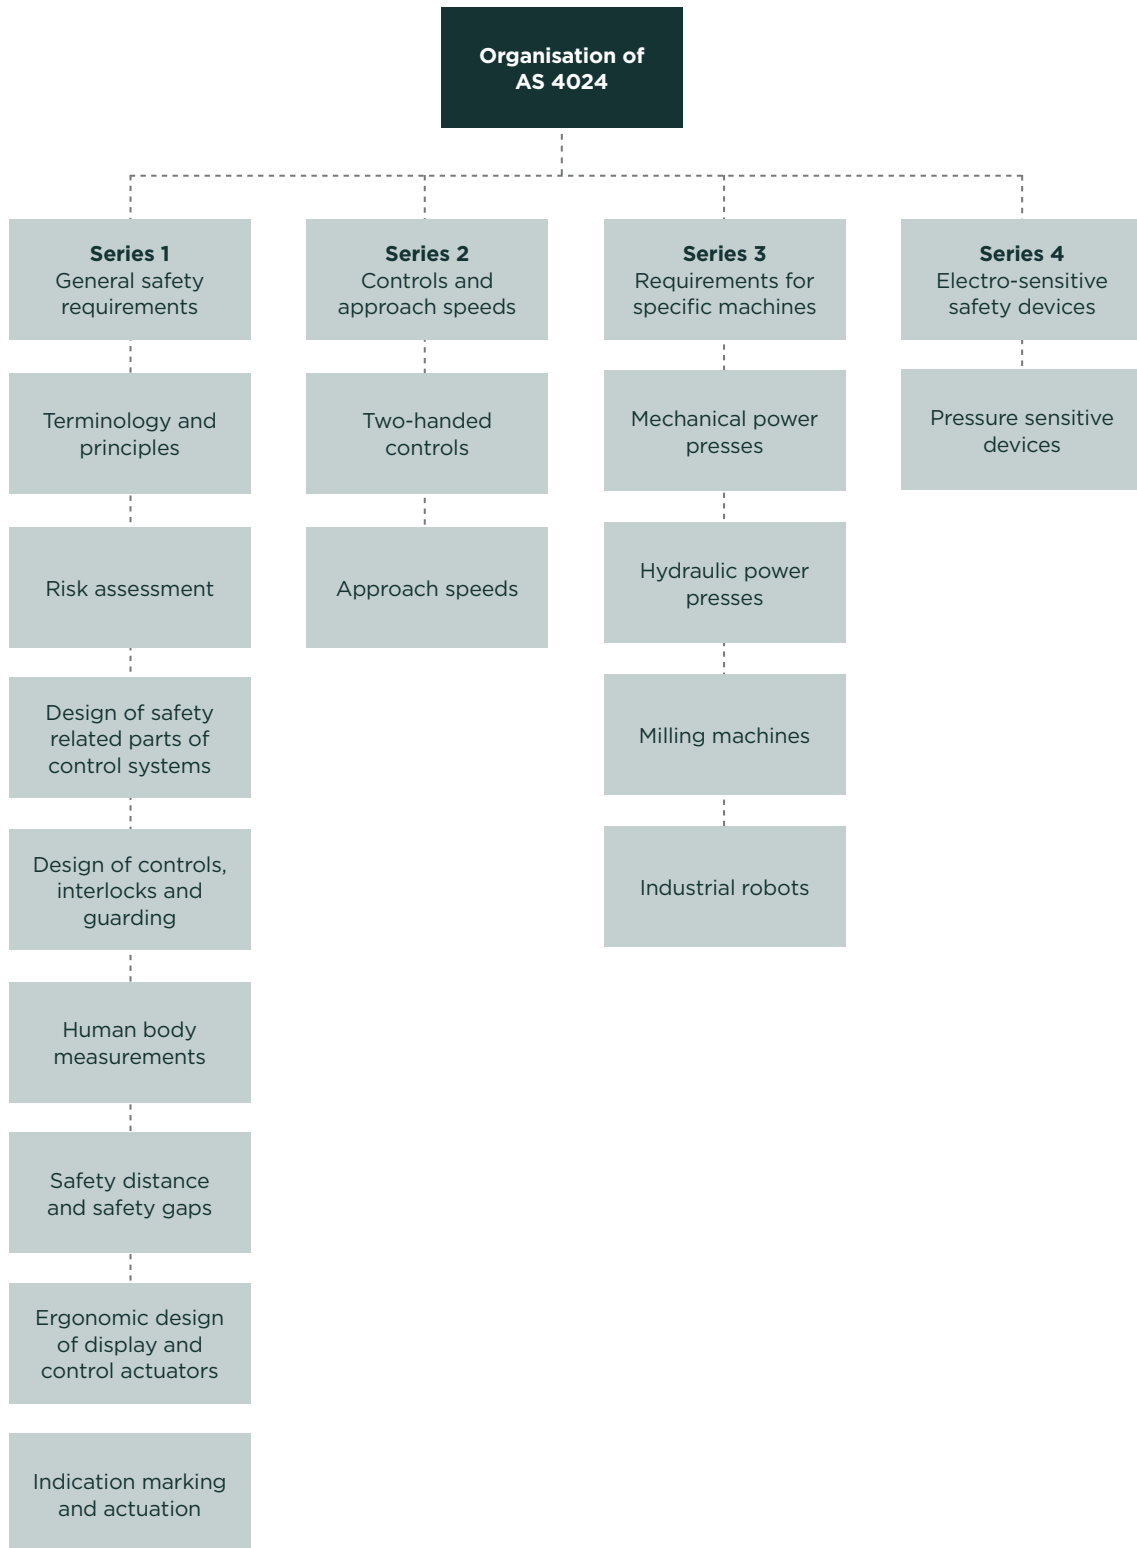 Organisation of
AS 4024
Series 1
General safety
requirements
Terminology and
principles
Risk assessment
Design of safety
related parts of
control systems
Design of controls,
interlocks and
guarding
Human body
measurements
Safety distance
and safety gaps
Ergonomic design
of display and
control actuators
Indication marking
and actuation
Series 2
Controls and
approach speeds
Two-handed
controls
Approach speeds
Series 3
Requirements for
specific machines
Mechanical power
presses
Hydraulic power
presses
Milling machines
Industrial robots
Series 4
Electro-sensitive
safety devices
Pressure sensitive
devices